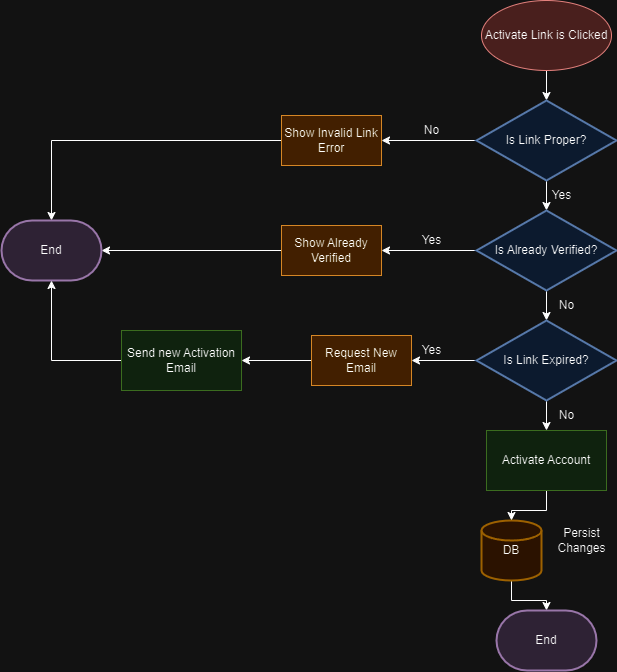 Activate Link is Clicked
Is Link Proper?
No
Show Invalid Link
Error
Yes
Is Already Verified?
Yes
Show Already
Verified
End
No
Is Link Expired?
Yes
Request New
Email
Send new Activation
Email
No
Activate Account
DB
Persist
Changes
End